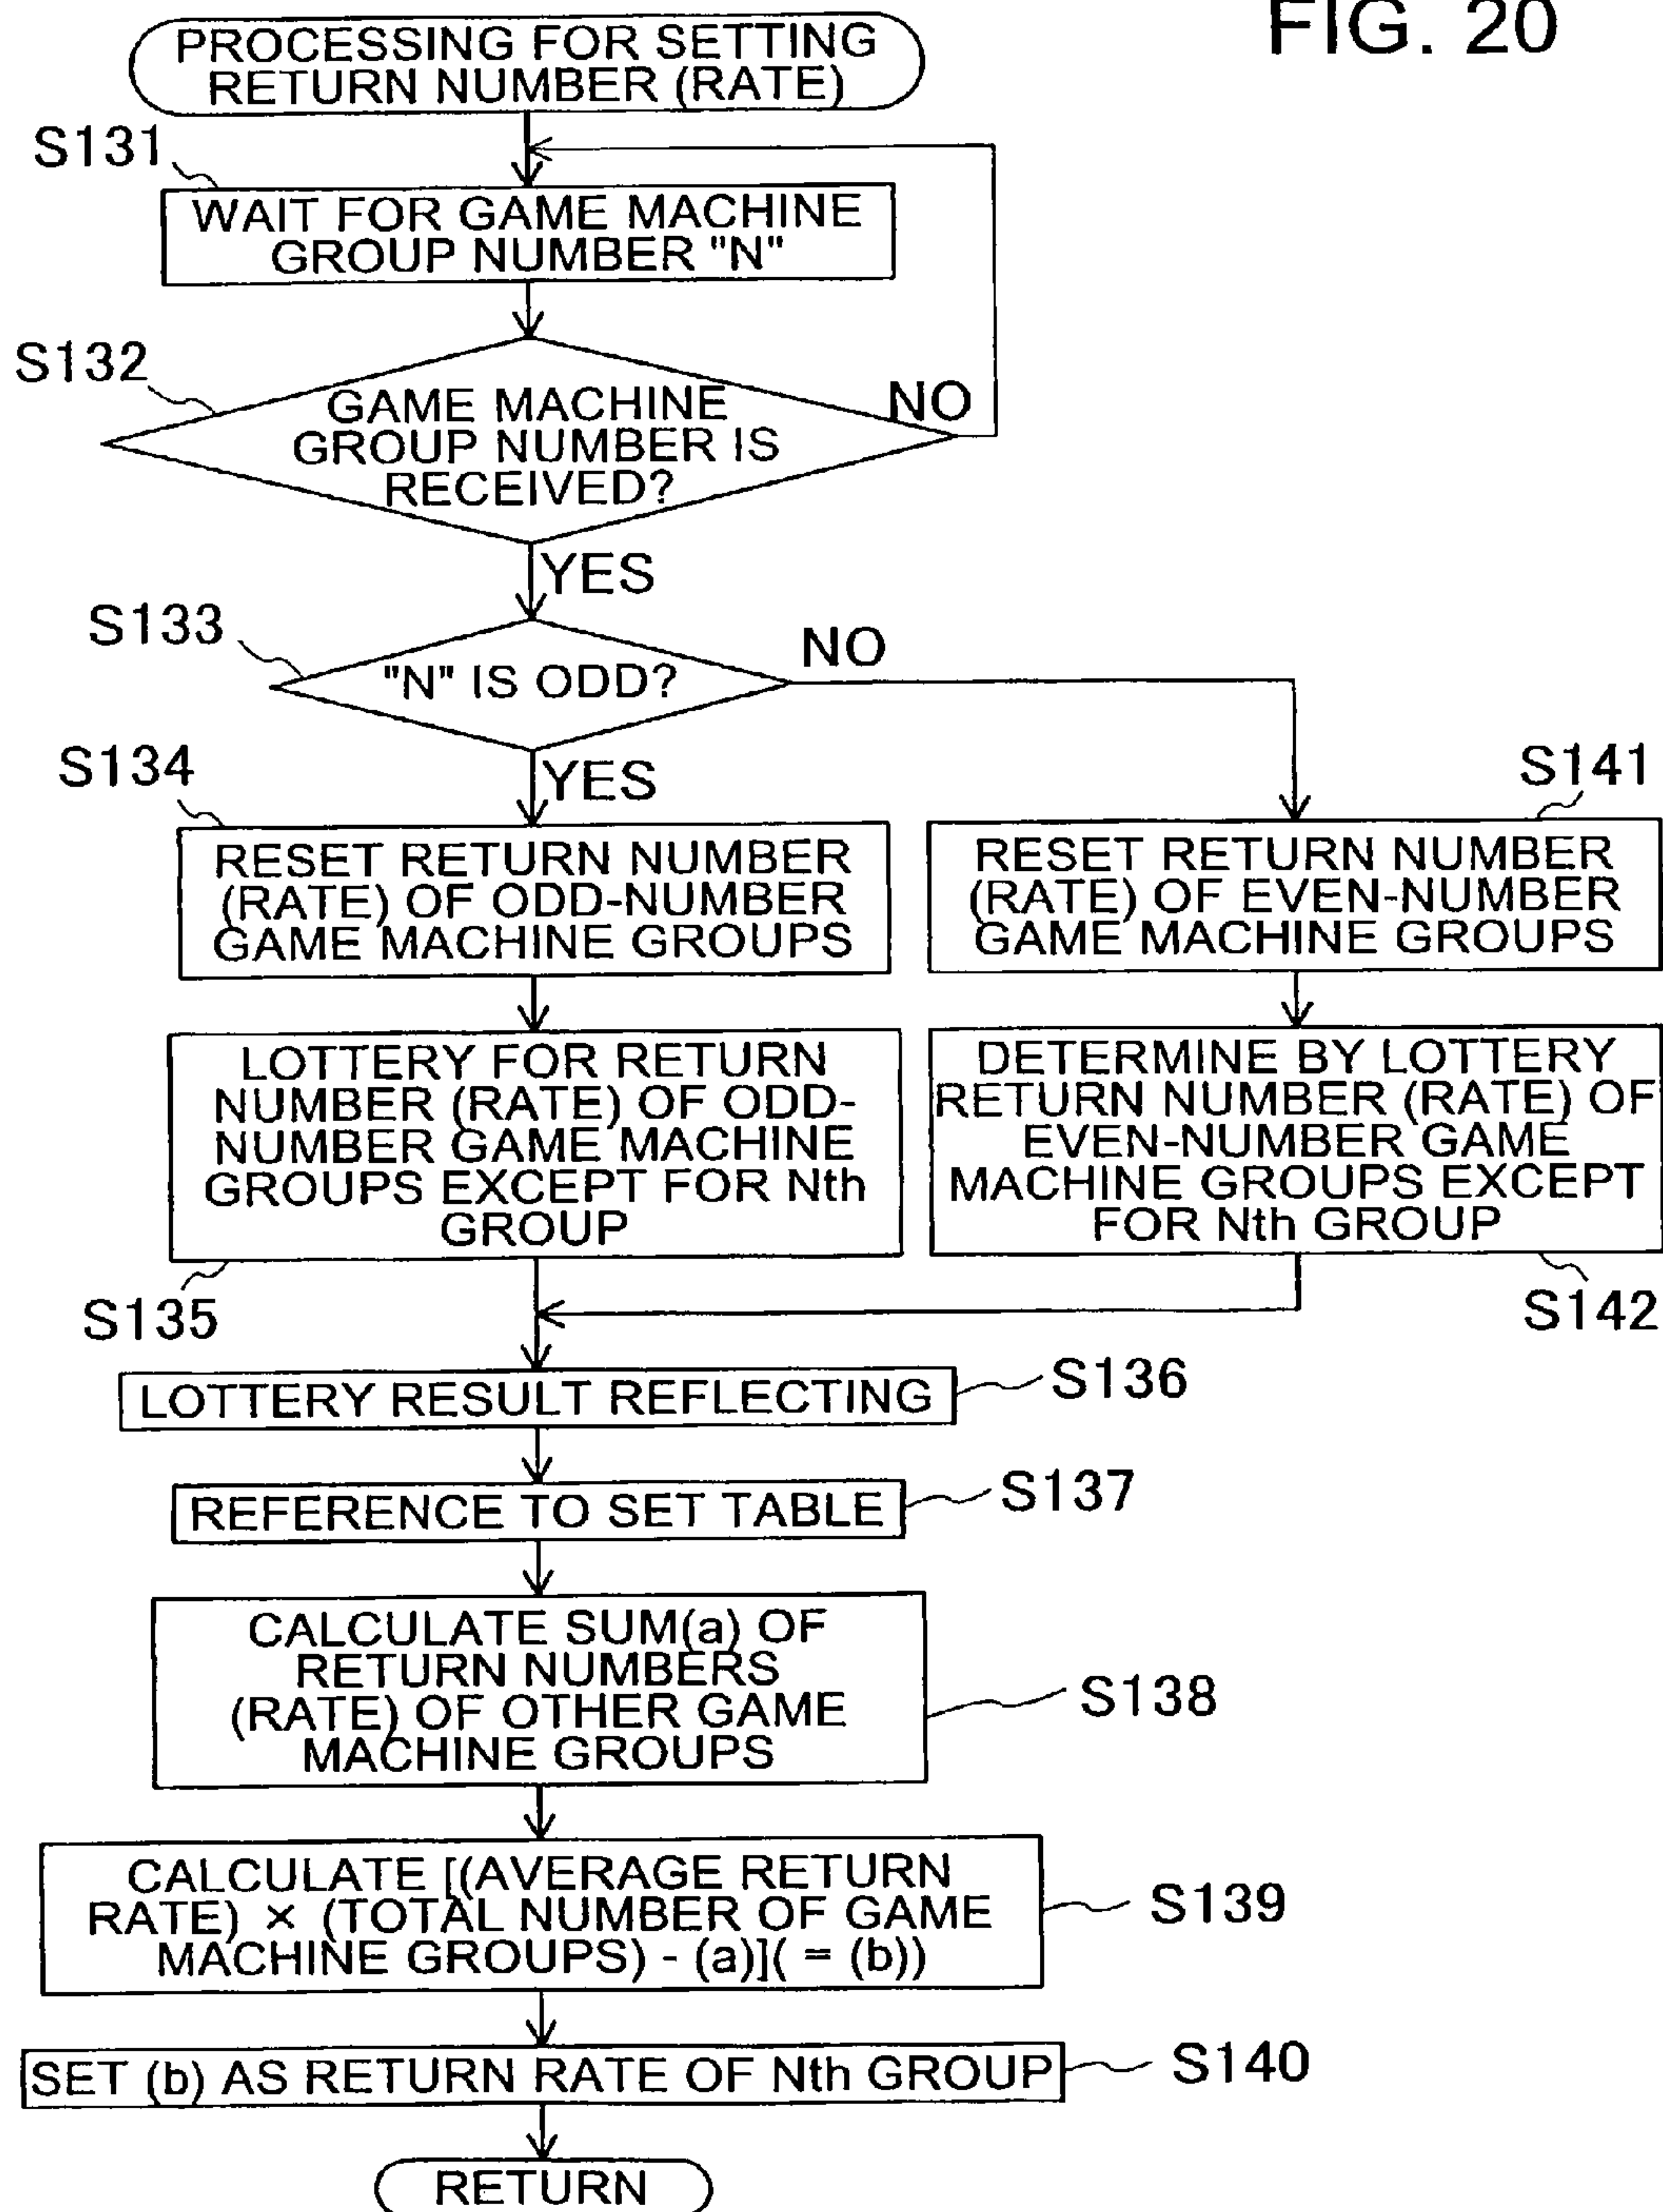 FIG. 20
PROCESSING FOR SETTING
RETURN NUMBER (RATE)
S131
WAIT FOR GAME MACHINE
GROUP NUMBER "N"
S132
GAME MACHINE
GROUP NUMBER IS
RECEIVED?
NO
YES
S133
"N" IS ODD?
NO
YES
S134
RESET RETURN NUMBER
(RATE) OF ODD-NUMBER
GAME MACHINE GROUPS
S141
RESET RETURN NUMBER
(RATE) OF EVEN-NUMBER
GAME MACHINE GROUPS
LOTTERY FOR RETURN
NUMBER (RATE) OF ODD-
NUMBER GAME MACHINE
GROUPS EXCEPT FOR Nth
GROUP
S135
DETERMINE BY LOTTERY
RETURN NUMBER (RATE) OF
EVEN-NUMBER GAME
MACHINE GROUPS EXCEPT
FOR Nth GROUP
S142
LOTTERY RESULT REFLECTING
S136
REFERENCE TO SET TABLE
S137
CALCULATE SUM(a) OF
RETURN NUMBERS
(RATE) OF OTHER GAME
MACHINE GROUPS
S138
CALCULATE [(AVERAGE RETURN
RATE) × (TOTAL NUMBER OF GAME
MACHINE GROUPS) - (a)]( = (b))
S139
SET (b) AS RETURN RATE OF Nth GROUP
S140
RETURN